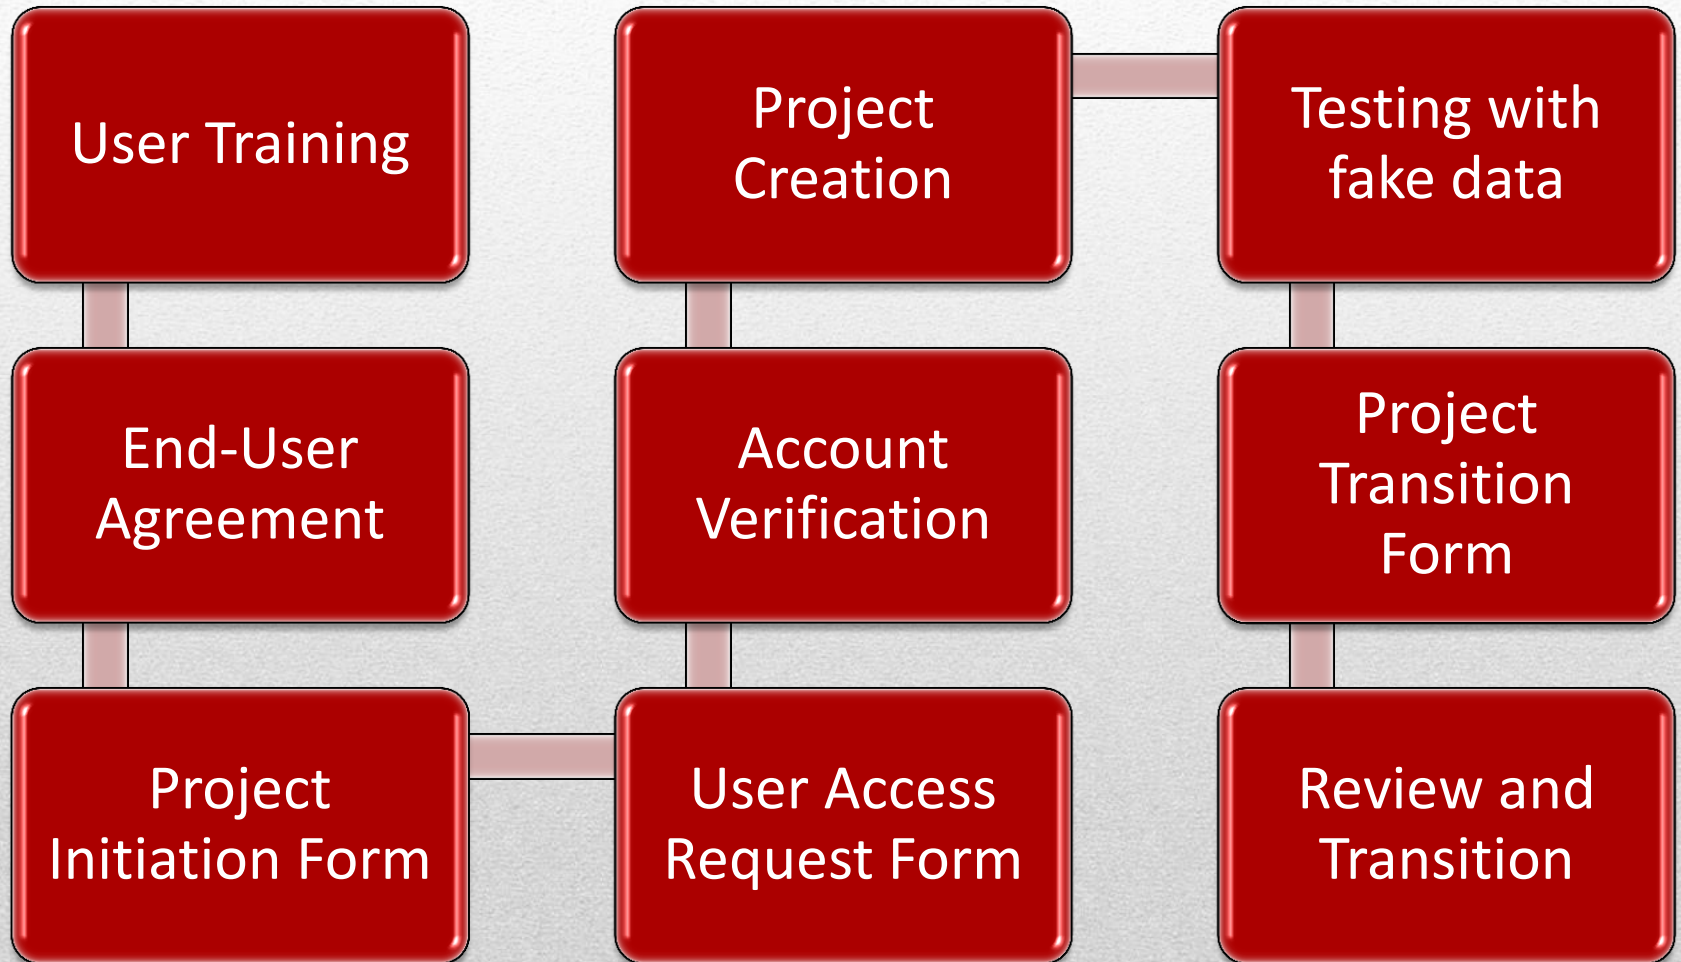 User Training
End-User
Agreement
Project
Initiation Form
User Access
Request Form
Account
Verification
Project
Creation
Testing with
fake data
Project
Transition
Form
Review and
Transition